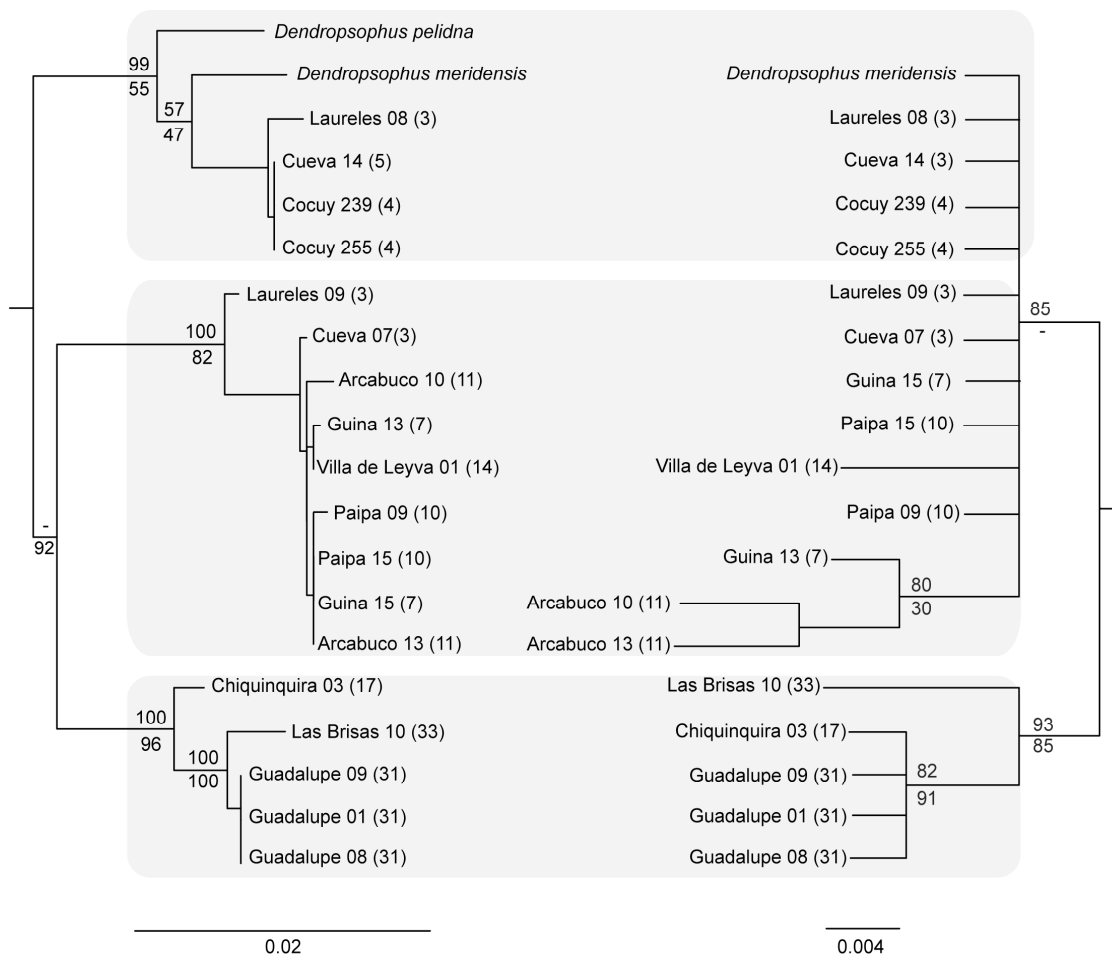 Dendropsophus pelidna
99
55
Dendropsophus meridensis
Dendropsophus meridensis
57
47
Laureles 08 (3)
Laureles 08 (3)
Cueva 14 (5)
Cueva 14 (3)
Cocuy 239 (4)
Cocuy 239 (4)
Cocuy 255 (4)
Cocuy 255 (4)
Laureles 09 (3)
Laureles 09 (3)
85
-
100
82
Cueva 07(3)
Cueva 07 (3)
Arcabuco 10 (11)
Guina 15 (7)
Guina 13 (7)
Paipa 15 (10)
Villa de Leyva 01 (14)
Villa de Leyva 01 (14)
-
92
Paipa 09 (10)
Paipa 09 (10)
Paipa 15 (10)
Guina 13 (7)
80
30
Guina 15 (7)
Arcabuco 10 (11)
Arcabuco 13 (11)
Arcabuco 13 (11)
Chiquinquira 03 (17)
Las Brisas 10 (33)
100
96
93
85
Las Brisas 10 (33)
Chiquinquira 03 (17)
100
100
Guadalupe 09 (31)
Guadalupe 09 (31)
82
91
Guadalupe 01 (31)
Guadalupe 01 (31)
Guadalupe 08 (31)
Guadalupe 08 (31)
0.02
0.004